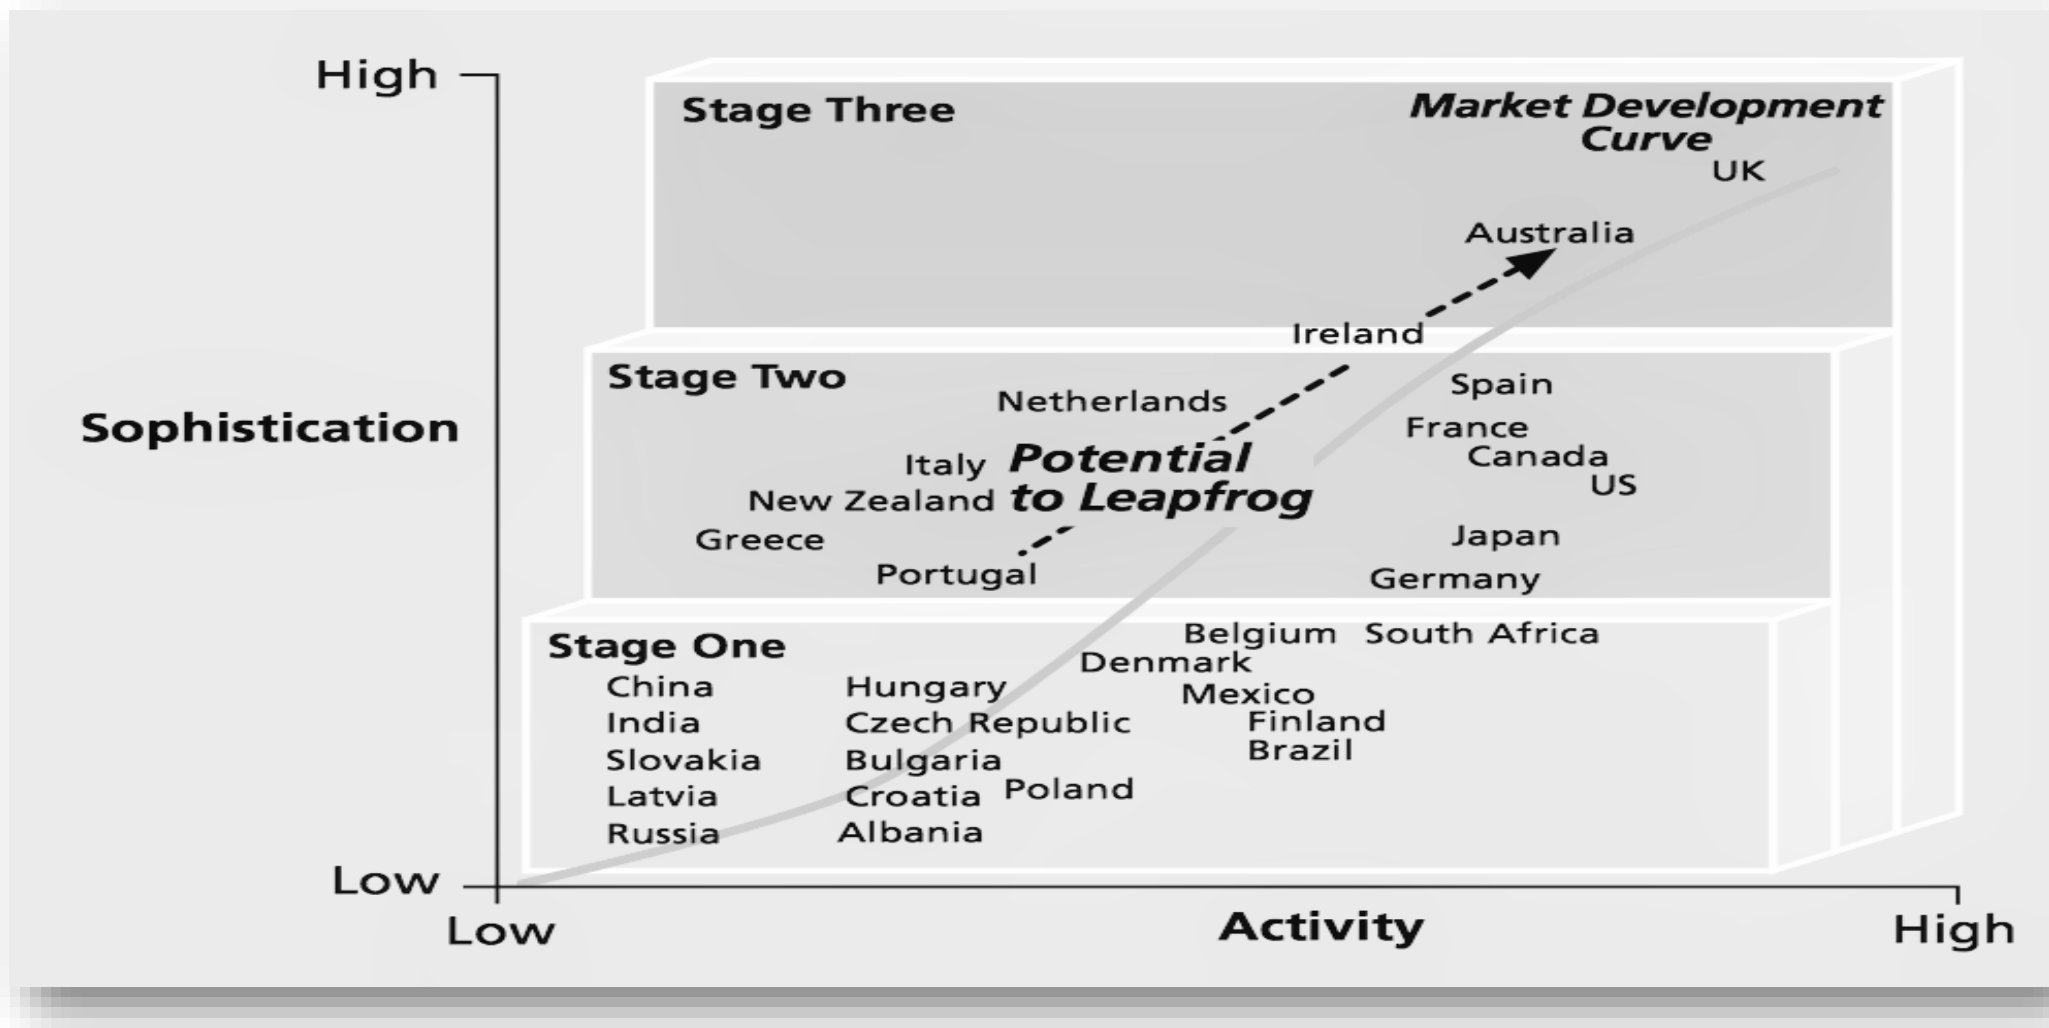 High
Stage Three
Market Development
Curve
UK
Australia
Ireland
Stage Two
Spain
Netherlands
France
Sophistication
Canada
Italy
Potential
US
New Zealand
to Leapfrog
Greece
Japan
Portugal
Germany
Stage One
Belgium
South Africa
Denmark
China
Hungary
Mexico
India
Czech Republic
Finland
Brazil
Slovakia
Bulgaria
Poland
Latvia
Croatia
Russia
Albania
Low
Low
Activity
High